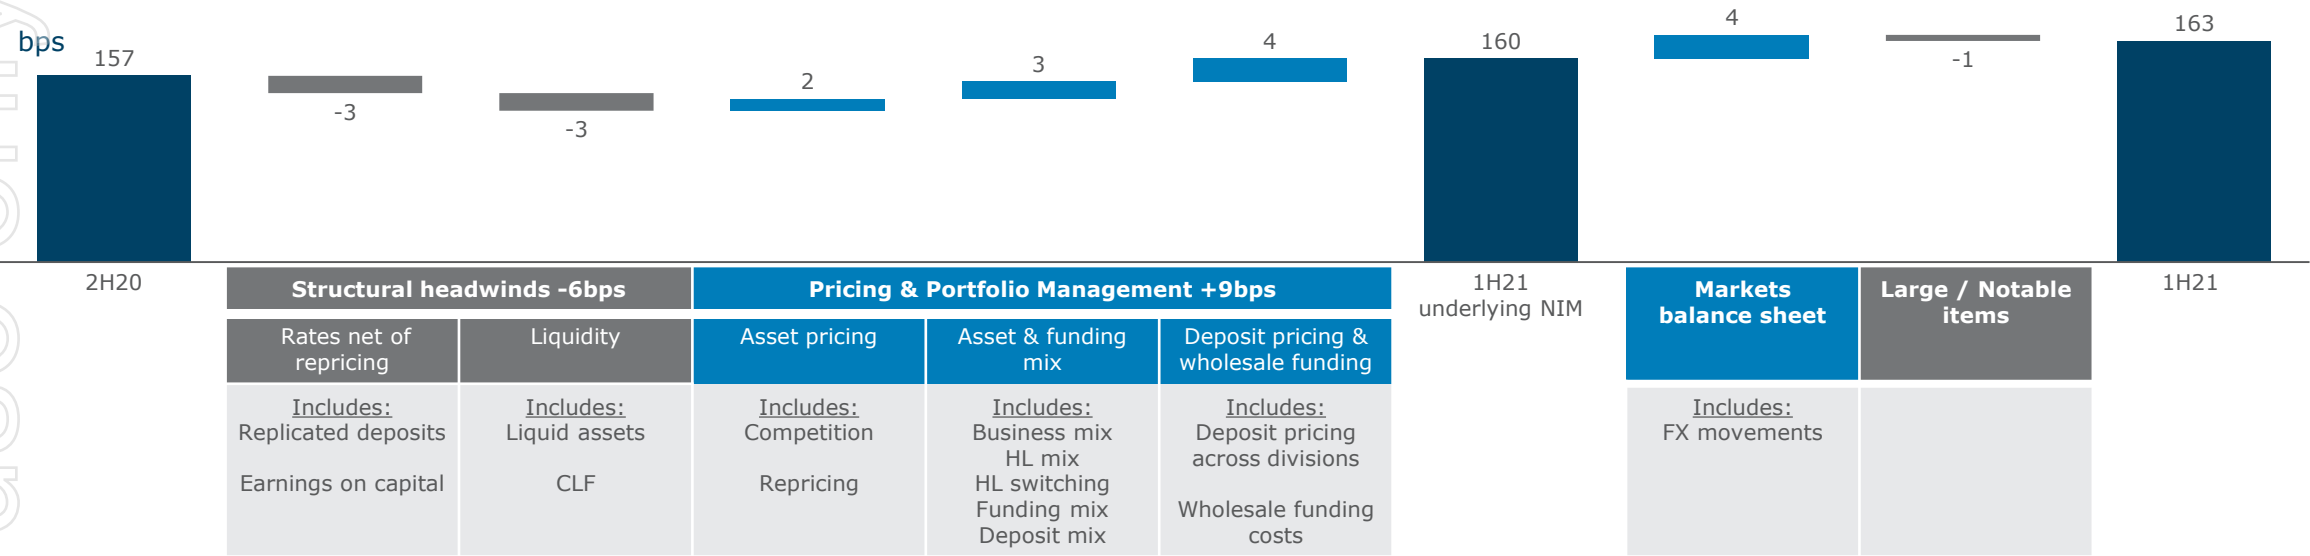 bps
157
-3
-3
2
3
4
160
4
-1
163
2H20
Structural headwinds -6bps
Pricing & Portfolio Management +9bps
1H21
underlying NIM
Markets
balance sheet
Large / Notable
items
1H21
Rates net of
repricing
Liquidity
Asset pricing
Asset & funding
mix
Deposit pricing &
wholesale funding
Includes:
Replicated deposits
Earnings on capital
Includes:
Liquid assets
CLF
Includes:
Competition
Repricing
Includes:
Business mix
HL mix
HL switching
Funding mix
Deposit mix
Includes:
Deposit pricing
across divisions
Wholesale funding
costs
Includes:
FX movements